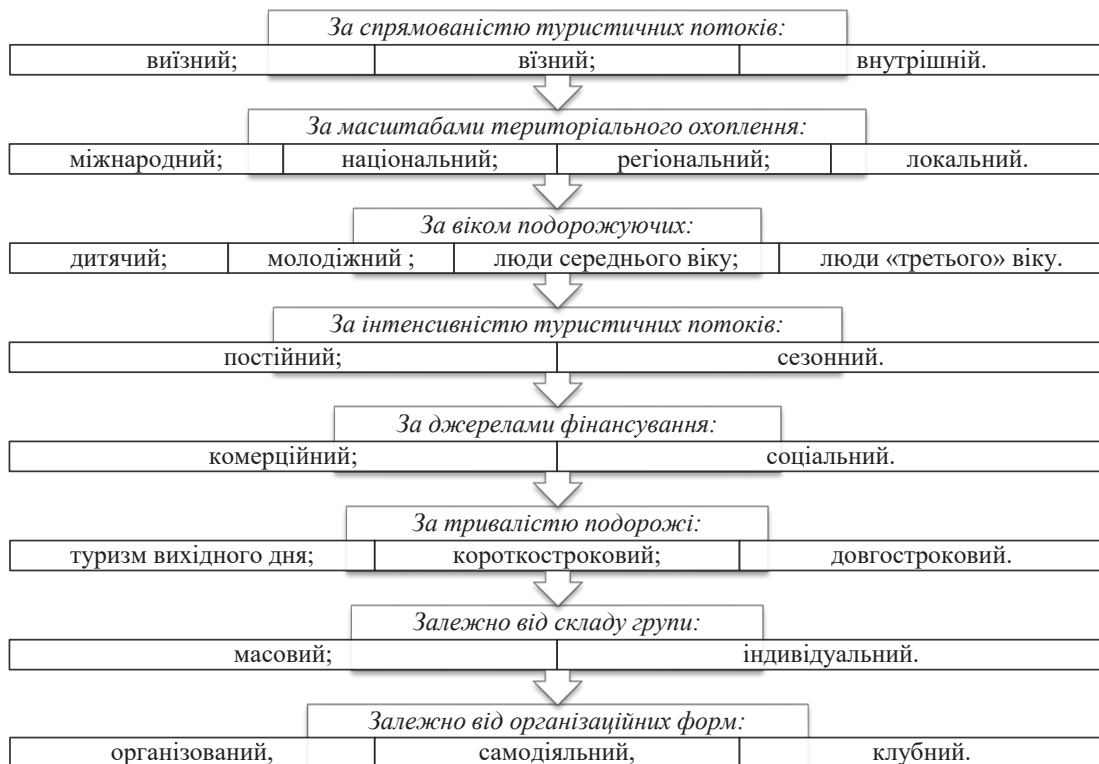 За спрямованістю туристичних потоків:
виїзний; вїзний; внутрішній.
За масштабами територіального охоплення:
міжнародний; національний; регіональний; локальний.
За віком подорожуючих:
дитячий; молодіжний ; люди середнього віку; люди «третього» віку.
За інтенсивністю туристичних потоків:
постійний; сезонний.
За джерелами фінансування:
комерційний; соціальний.
За тривалістю подорожі:
туризм вихідного дня; короткостроковий; довгостроковий.
Залежно від складу групи:
масовий; індивідуальний.
Залежно від організаційних форм:
організований, самодіяльний, клубний.